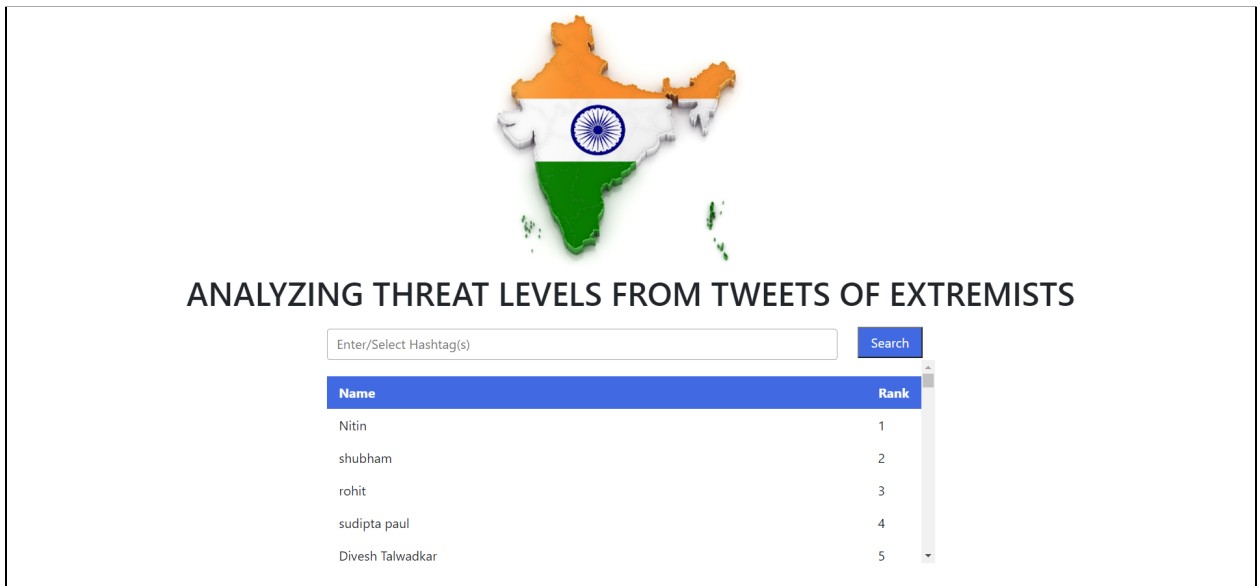 ANALYZING THREAT LEVELS FROM TWEETS OF EXTREMISTS
Enter/Select Hashtag(s) Search
Name Rank
Nitin 1
shubham 2
rohit 3
sudipta paul 4
Divesh Talwadkar 5